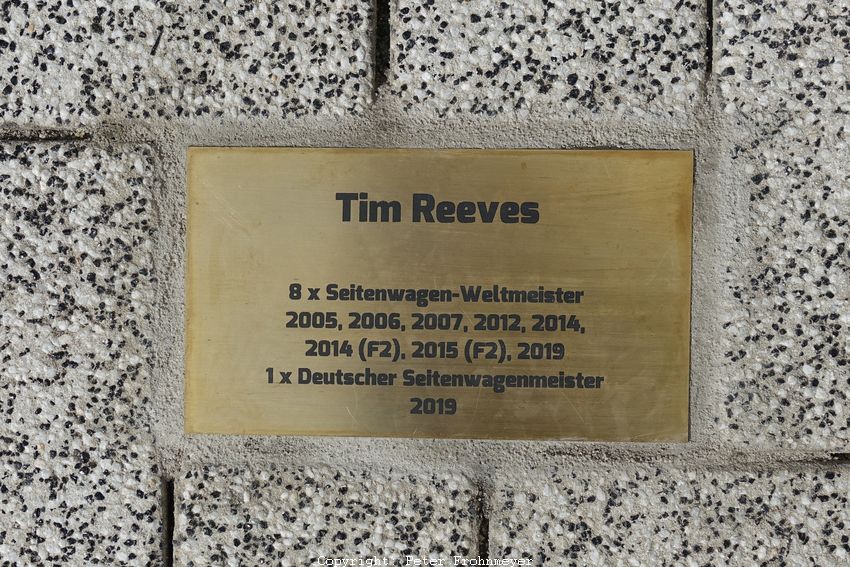 Tim Reeves
8 x Seitenwagen-Weltmeister
2005, 2006, 2007, 2012, 2014,
2014 (F2), 2015 (F2), 2019
1 x Deutscher Seitenwagenmeister
2019
Copyright: Peter Frohnmeyer